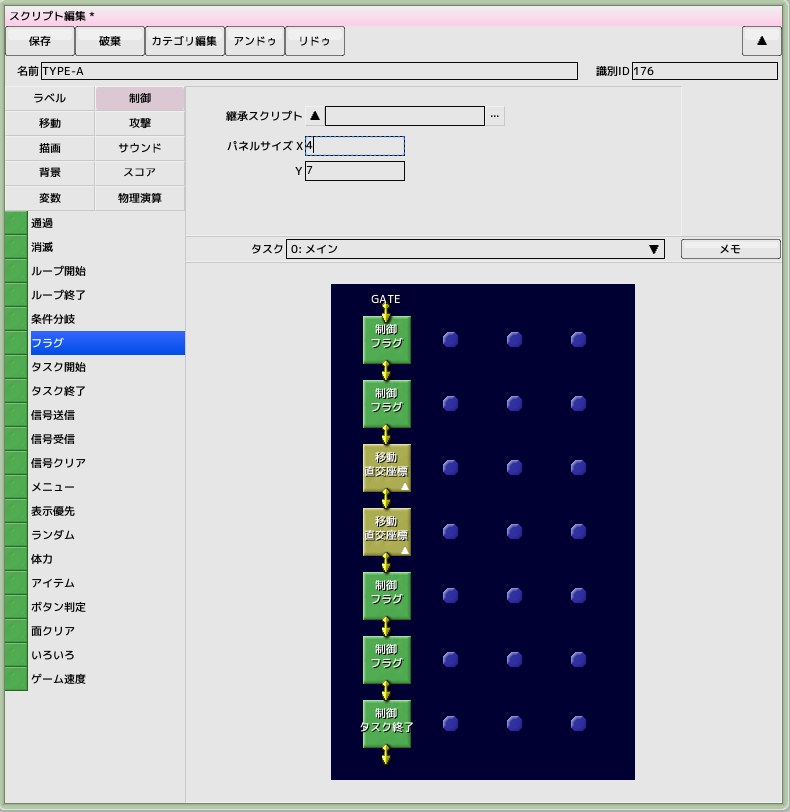 スクリプト編集 *
保存 破棄 カテゴリ編集 アンドゥ リドゥ ▲
名前 TYPE-A 識別ID 176
ラベル 制御
移動 攻撃
描画 サウンド
背景 スコア
変数 物理演算
通過
消滅
ループ開始
ループ終了
条件分岐
フラグ
タスク開始
タスク終了
信号送信
信号受信
信号クリア
メニュー
表示優先
ランダム
体力
アイテム
ボタン判定
面クリア
いろいろ
ゲーム速度
継承スクリプト ▲ ...
パネルサイズ X 4
Y 7
タスク 0: メイン ▼ メモ
GATE
制御
フラグ
制御
フラグ
移動
直交座標
▲
移動
直交座標
▲
制御
フラグ
制御
フラグ
制御
タスク終了